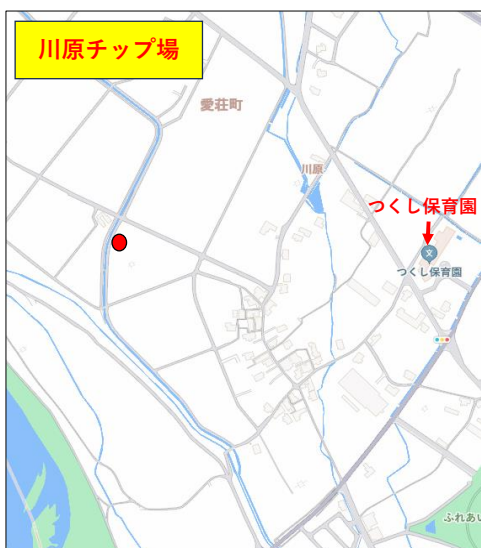 川原チップ場
愛荘町
川原
つくし保育園
文
つくし保育園
ふれあい